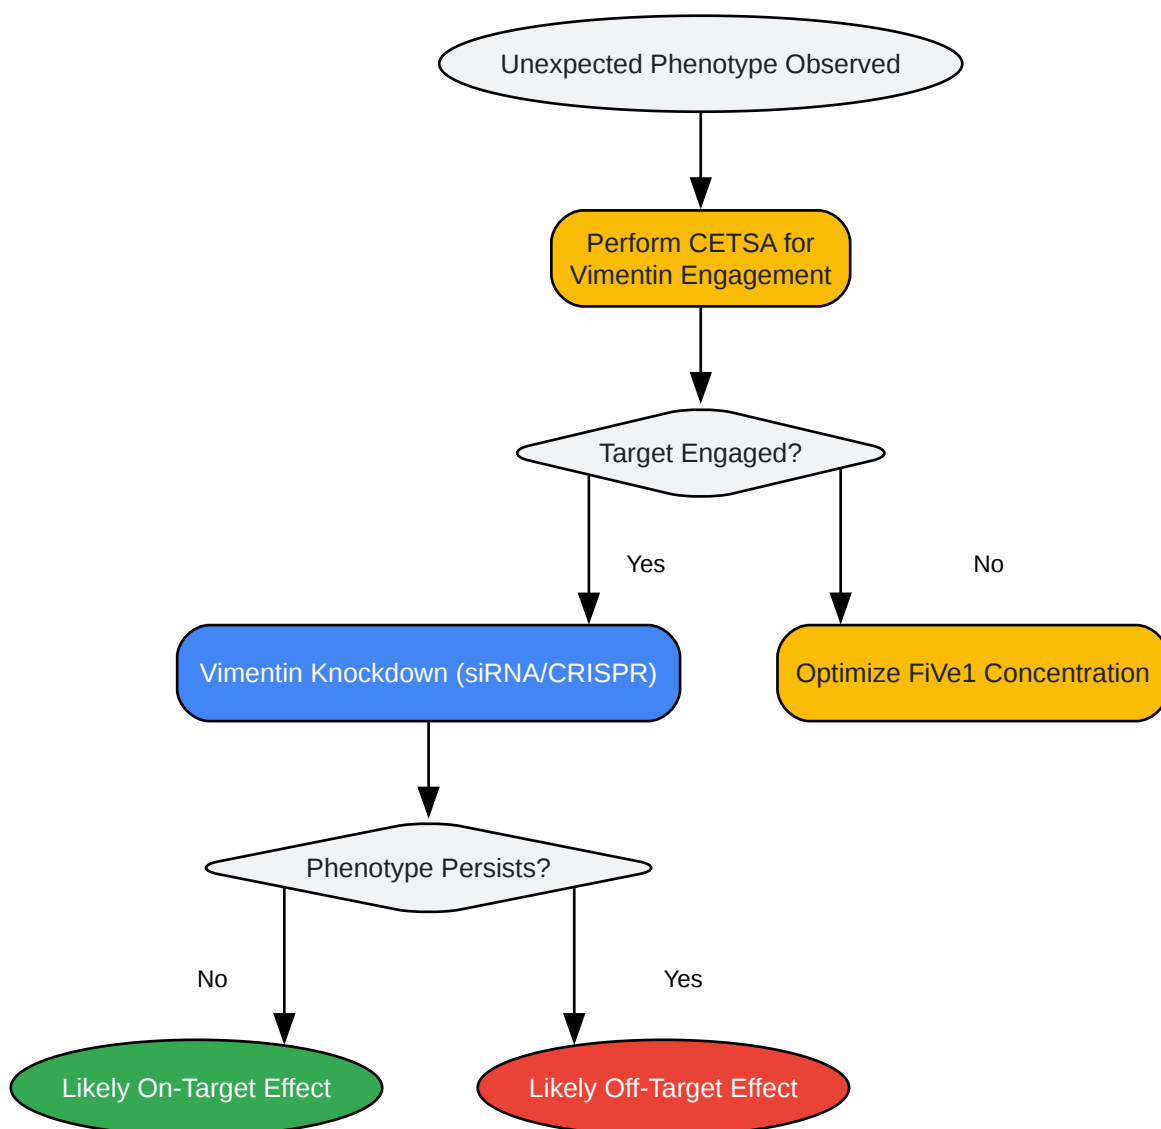 Unexpected Phenotype Observed
Perform CETSA for
Vimentin Engagement
Target Engaged?
Yes
No
Vimentin Knockdown (siRNA/CRISPR)
Optimize FiVe1 Concentration
Phenotype Persists?
No
Yes
Likely On-Target Effect
Likely Off-Target Effect